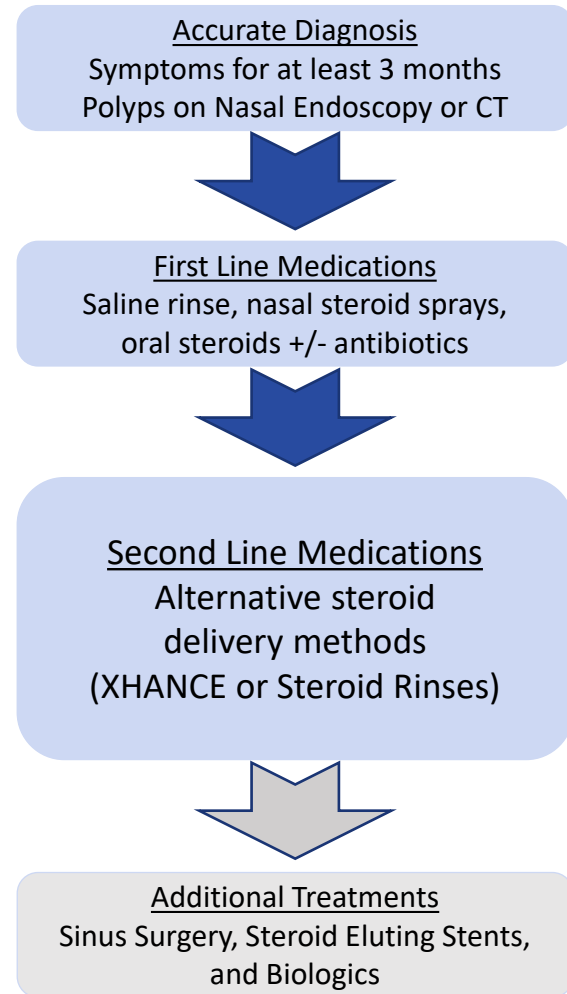 Accurate Diagnosis
Symptoms for at least 3 months
Polyps on Nasal Endoscopy or CT
First Line Medications
Saline rinse, nasal steroid sprays,
oral steroids +/- antibiotics
Second Line Medications
Alternative steroid
delivery methods
(XHANCE or Steroid Rinses)
Additional Treatments
Sinus Surgery, Steroid Eluting Stents,
and Biologics